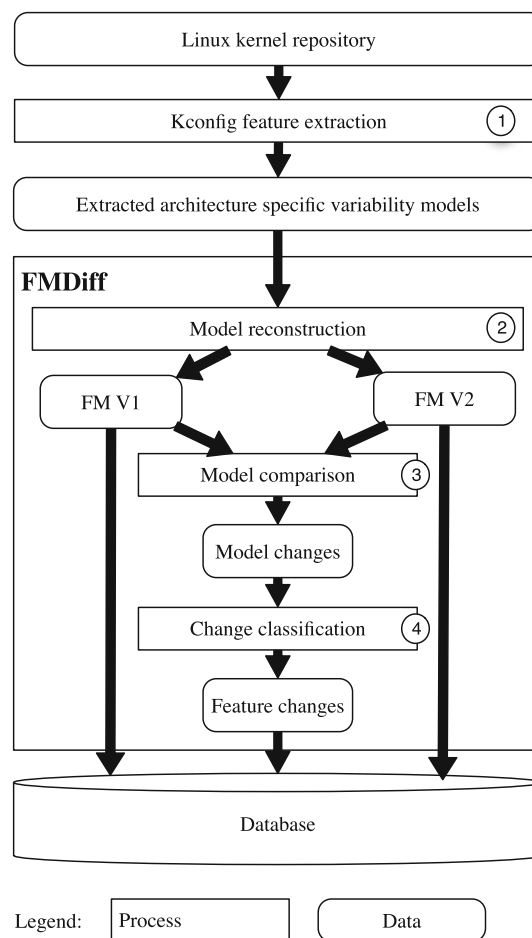 Linux kernel repository
Kconfig feature extraction 1
Extracted architecture specific variability models
FMDiff
Model reconstruction 2
FM V1
FM V2
Model comparison 3
Model changes
Change classification 4
Feature changes
Database
Legend: Process Data